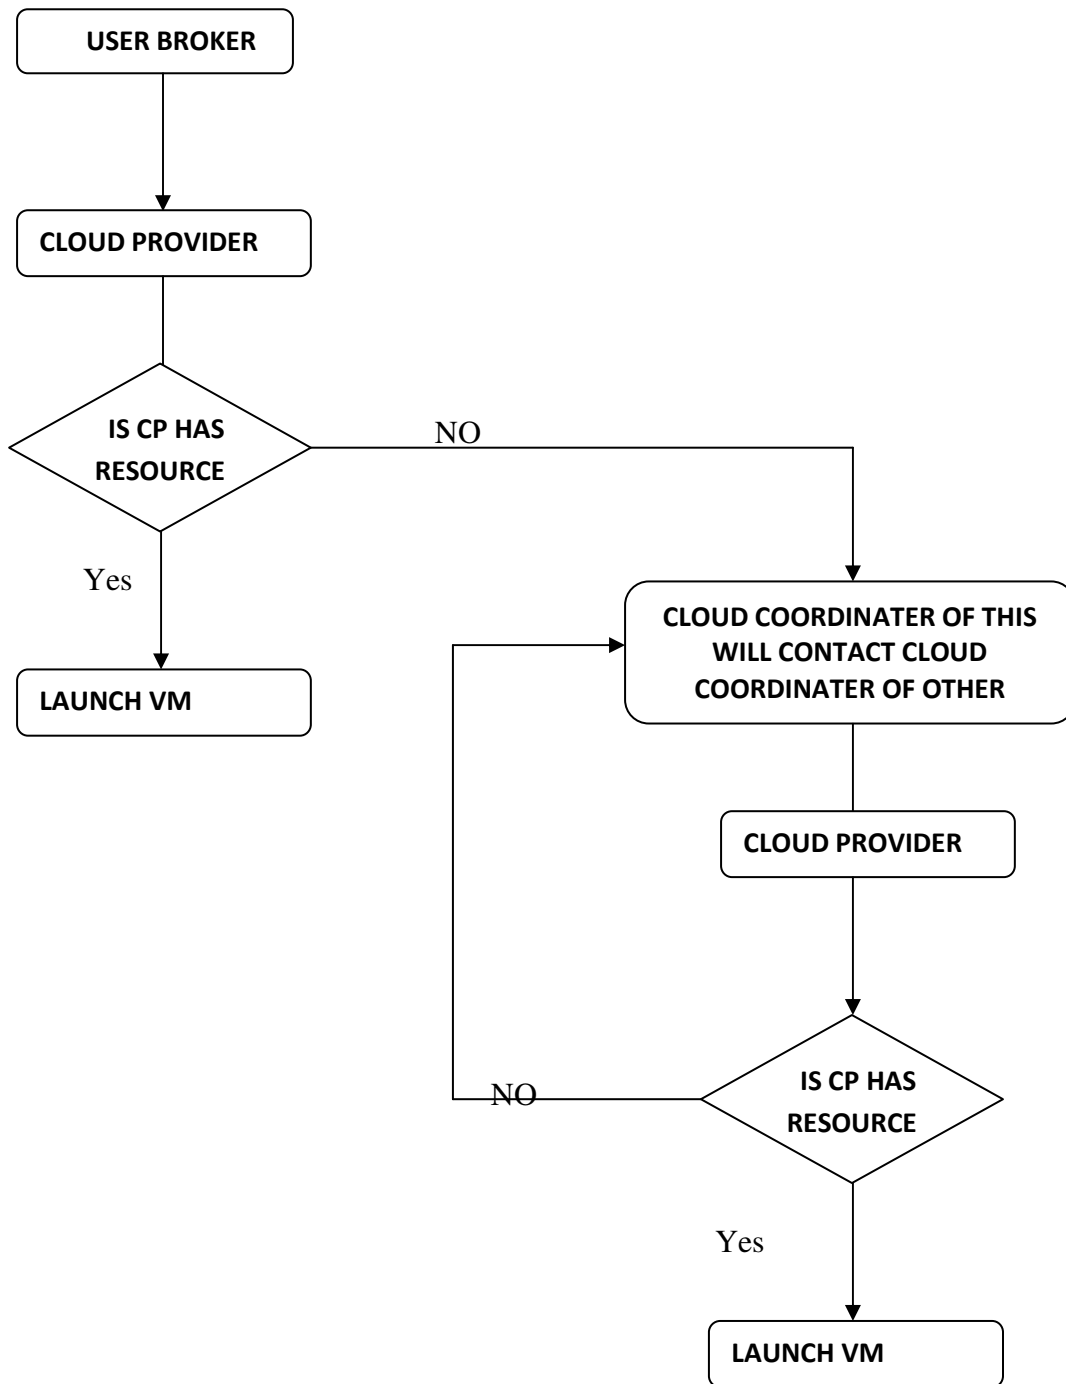 USER BROKER
CLOUD PROVIDER
IS CP HAS
RESOURCE
NO
Yes
LAUNCH VM
CLOUD COORDINATER OF THIS
WILL CONTACT CLOUD
COORDINATER OF OTHER
CLOUD PROVIDER
IS CP HAS
RESOURCE
NO
Yes
LAUNCH VM